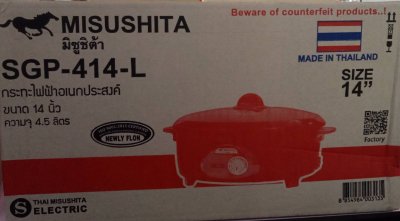 Beware of counterfeit products..!
MISUSHITA
มิซูชิต้า
SGP-414-L
กระทะไฟฟ้าอเนกประสงค์
ขนาด 14 นิ้ว
ความจุ 4.5 ลิตร
NEWLY FLON
MADE IN THAILAND
SIZE
14"
Factory
S THAI MISUSHITA
ELECTRIC